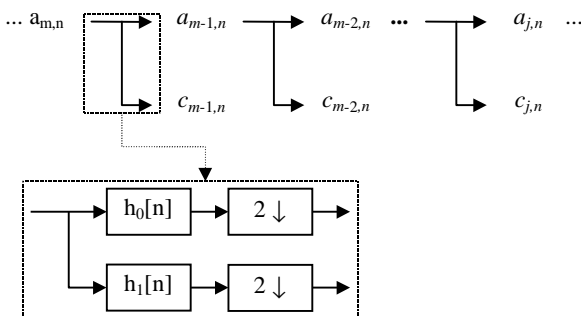 ... a_{m,n} a_{m-1,n} a_{m-2,n} ... a_{j,n} ...
c_{m-1,n} c_{m-2,n} c_{j,n}
h_0[n] 2 ↓
h_1[n] 2 ↓